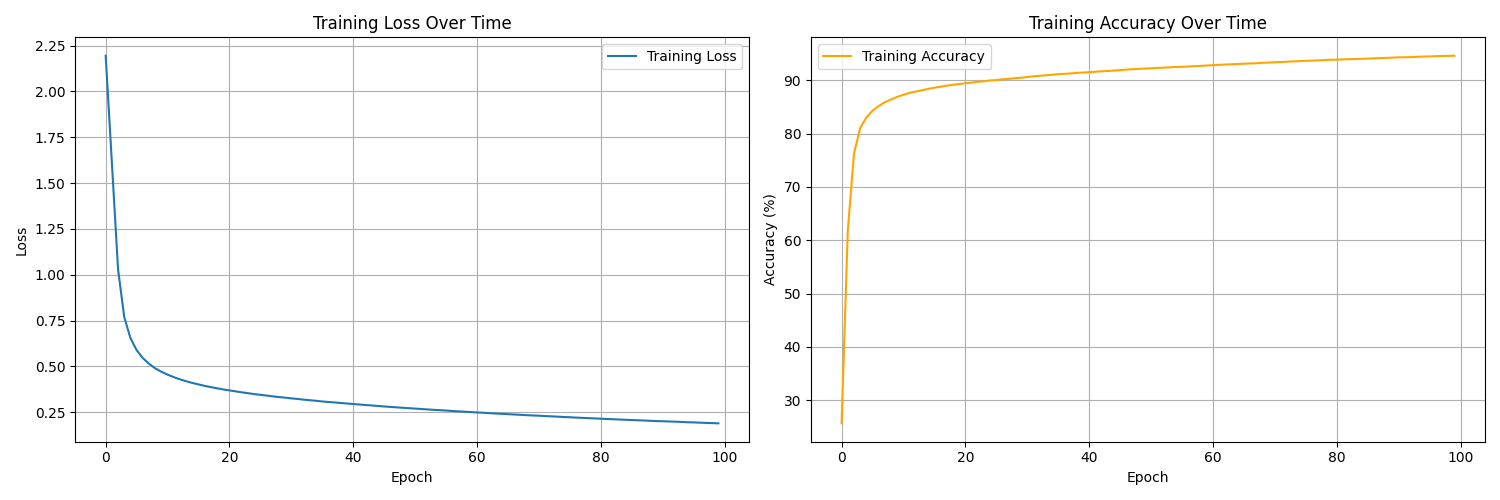 Training Loss Over Time
2.25
2.00
1.75
1.50
1.25
1.00
0.75
0.50
0.25
Loss
Training Loss
0 20 40 60 80 100
Epoch
Training Accuracy Over Time
90
80
70
60
50
40
30
Accuracy (%)
Training Accuracy
0 20 40 60 80 100
Epoch